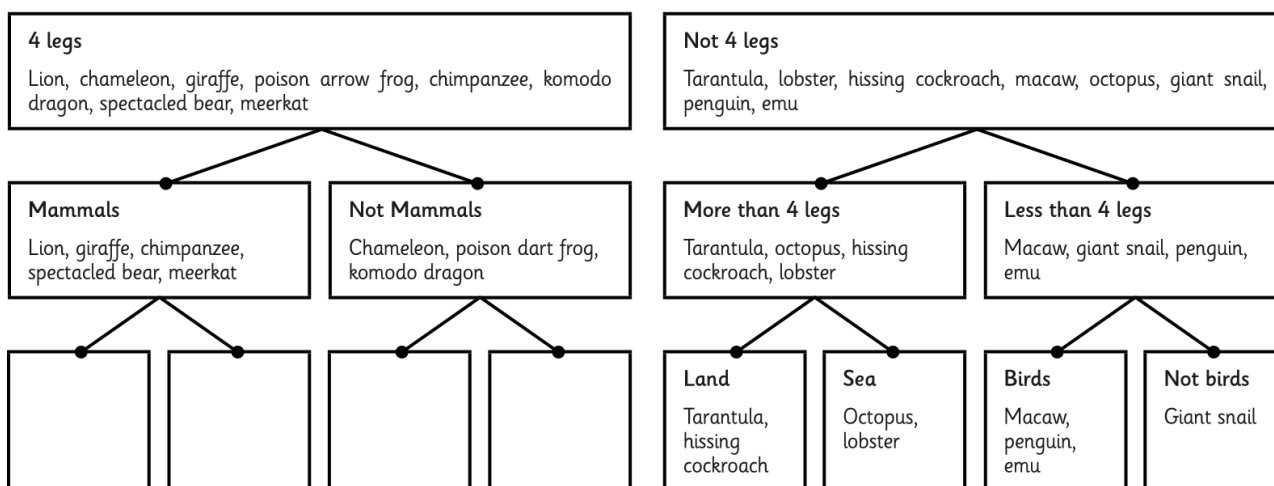 4 legs
Lion, chameleon, giraffe, poison arrow frog, chimpanzee, komodo
dragon, spectacled bear, meerkat
Not 4 legs
Tarantula, lobster, hissing cockroach, macaw, octopus, giant snail,
penguin, emu
Mammals
Lion, giraffe, chimpanzee,
spectacled bear, meerkat
Not Mammals
Chameleon, poison dart frog,
komodo dragon
More than 4 legs
Tarantula, octopus, hissing
cockroach, lobster
Less than 4 legs
Macaw, giant snail, penguin,
emu
Land
Tarantula,
hissing
cockroach
Sea
Octopus,
lobster
Birds
Macaw,
penguin,
emu
Not birds
Giant snail